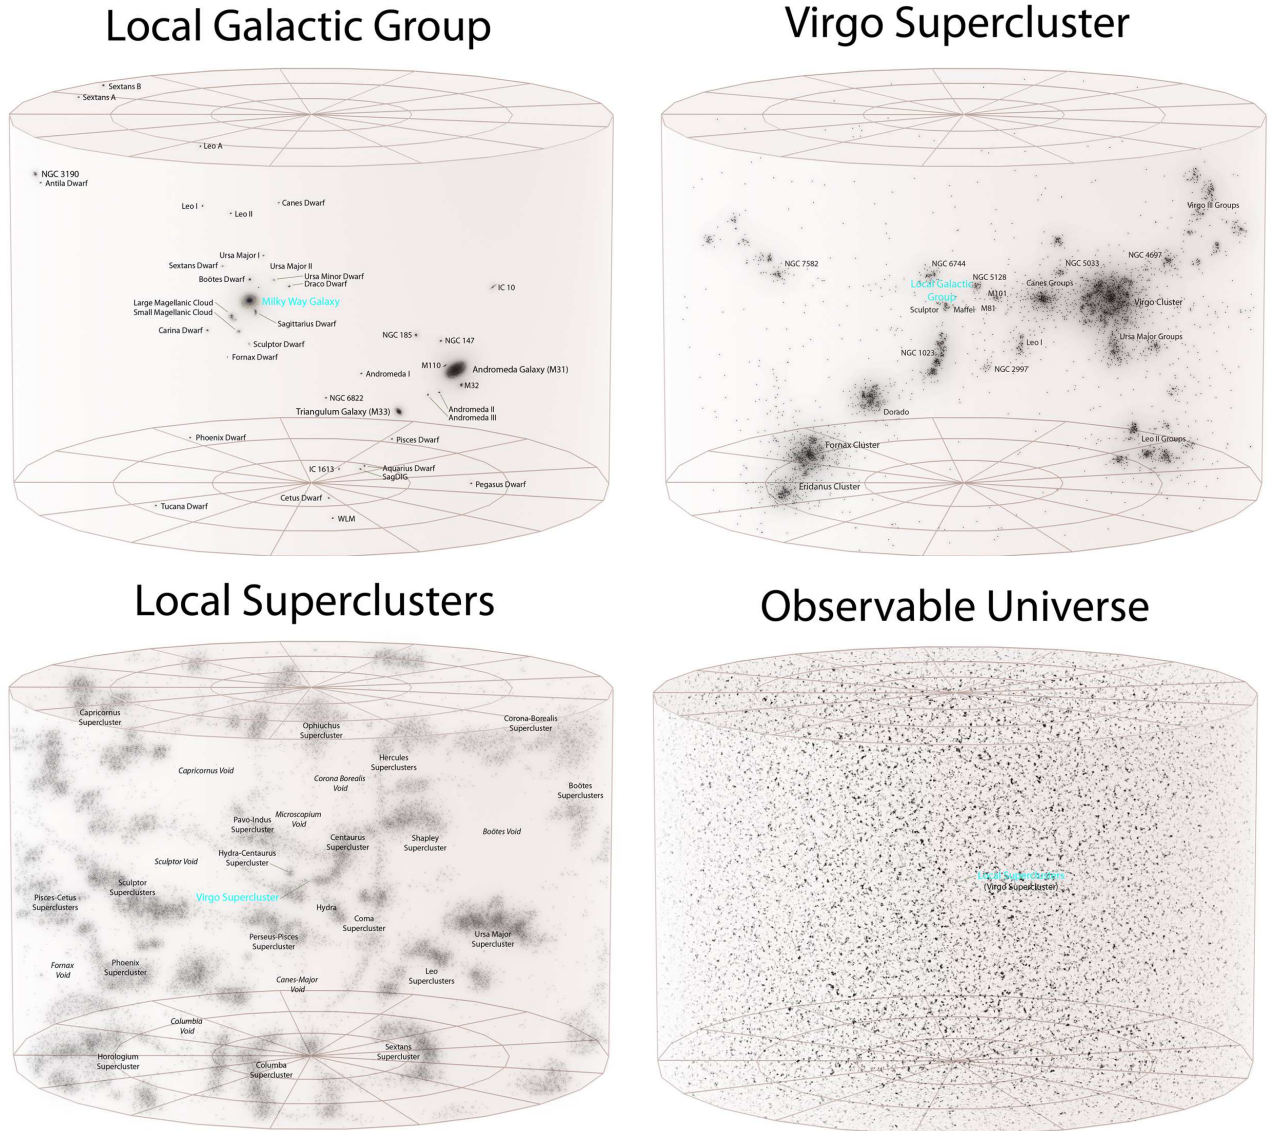 Local Galactic Group
Sextans B
Sextans A
Leo A
NGC 3190
Antila Dwarf
Leo I
Leo II
Canes Dwarf
Ursa Major I
Sextans Dwarf
Ursa Major II
Boötes Dwarf
Ursa Minor Dwarf
Draco Dwarf
IC 10
Milky Way Galaxy
Large Magellanic Cloud
Small Magellanic Cloud
Sagittarius Dwarf
Carina Dwarf
NGC 185
NGC 147
Sculptor Dwarf
Fornax Dwarf
M110
Andromeda Galaxy (M31)
Andromeda I
M32
NGC 6822
Triangulum Galaxy (M33)
Andromeda II
Andromeda III
Phoenix Dwarf
Pisces Dwarf
IC 1613
Aquarius Dwarf
SagDIG
Pegasus Dwarf
Cetus Dwarf
Tucana Dwarf
WLM
Virgo Supercluster
Virgo III Groups
NGC 7582
NGC 6744
NGC 5033
NGC 4697
NGC 5128
Local Galactic
Group
Canes Groups
M101
Virgo Cluster
Sculptor
Maffei
M81
Ursa Major Groups
Leo I
NGC 1023
NGC 2997
Dorado
Leo II Groups
Fornax Cluster
Eridanus Cluster
Local Superclusters
Capricornus
Supercluster
Ophiuchus
Supercluster
Corona-Borealis
Supercluster
Hercules
Superclusters
Capricornus Void
Corona Borealis
Void
Boötes
Superclusters
Microscopium
Void
Pavo-Indus
Supercluster
Centaurus
Supercluster
Shapley
Supercluster
Boötes Void
Sculptor Void
Hydra-Centaurus
Supercluster
Sculptor
Superclusters
Pisces-Cetus
Superclusters
Virgo Supercluster
Hydra
Coma
Supercluster
Perseus-Pisces
Supercluster
Ursa Major
Supercluster
Fornax
Void
Phoenix
Supercluster
Leo
Superclusters
Canes-Major
Void
Columbia
Void
Horologium
Supercluster
Columba
Supercluster
Sextans
Supercluster
Observable Universe
Local Superclusters
(Virgo Supercluster)